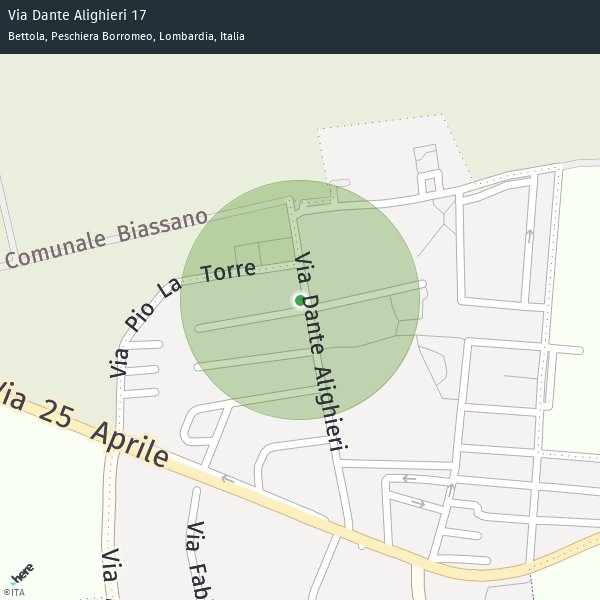 Via Dante Alighieri 17
Bettola, Peschiera Borromeo, Lombardia, Italia
Comunale Biassano
Via Pio La Torre
Via Dante Alighieri
Via 25 Aprile
Via
Via Fab
here
©ITA